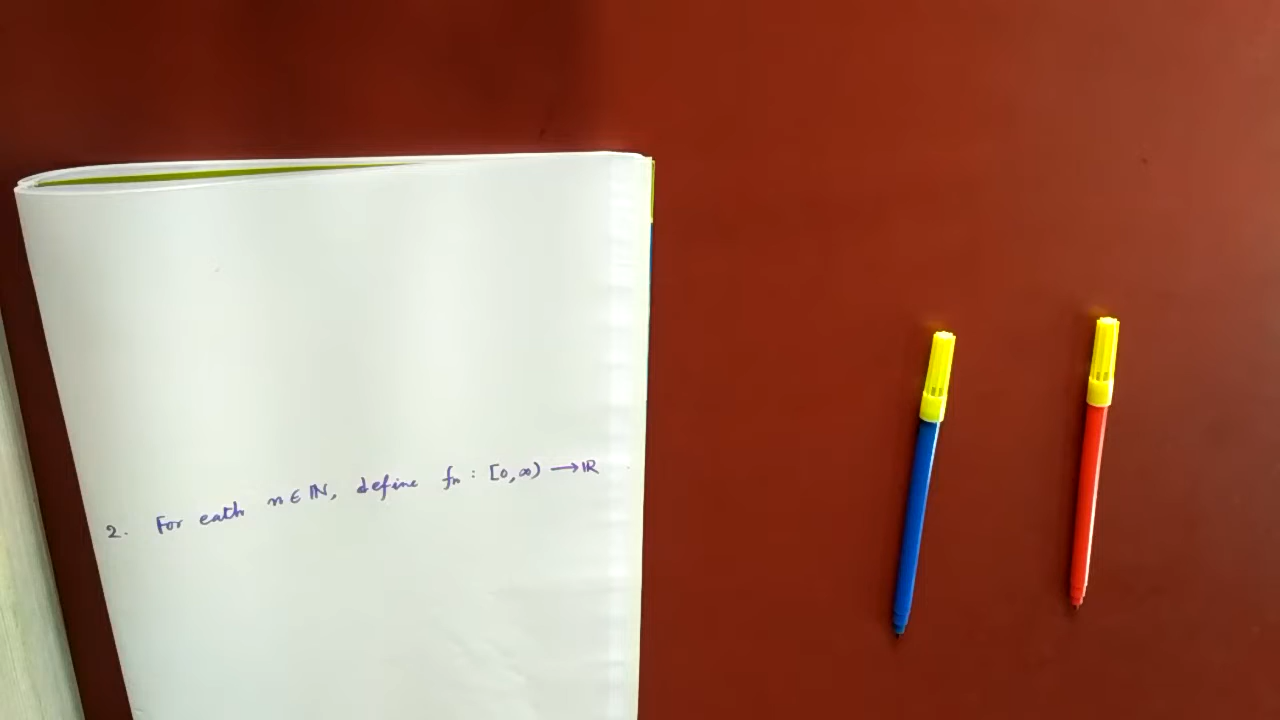 2. For each n ∈ ℕ, define fn : [0, ∞) → ℝ